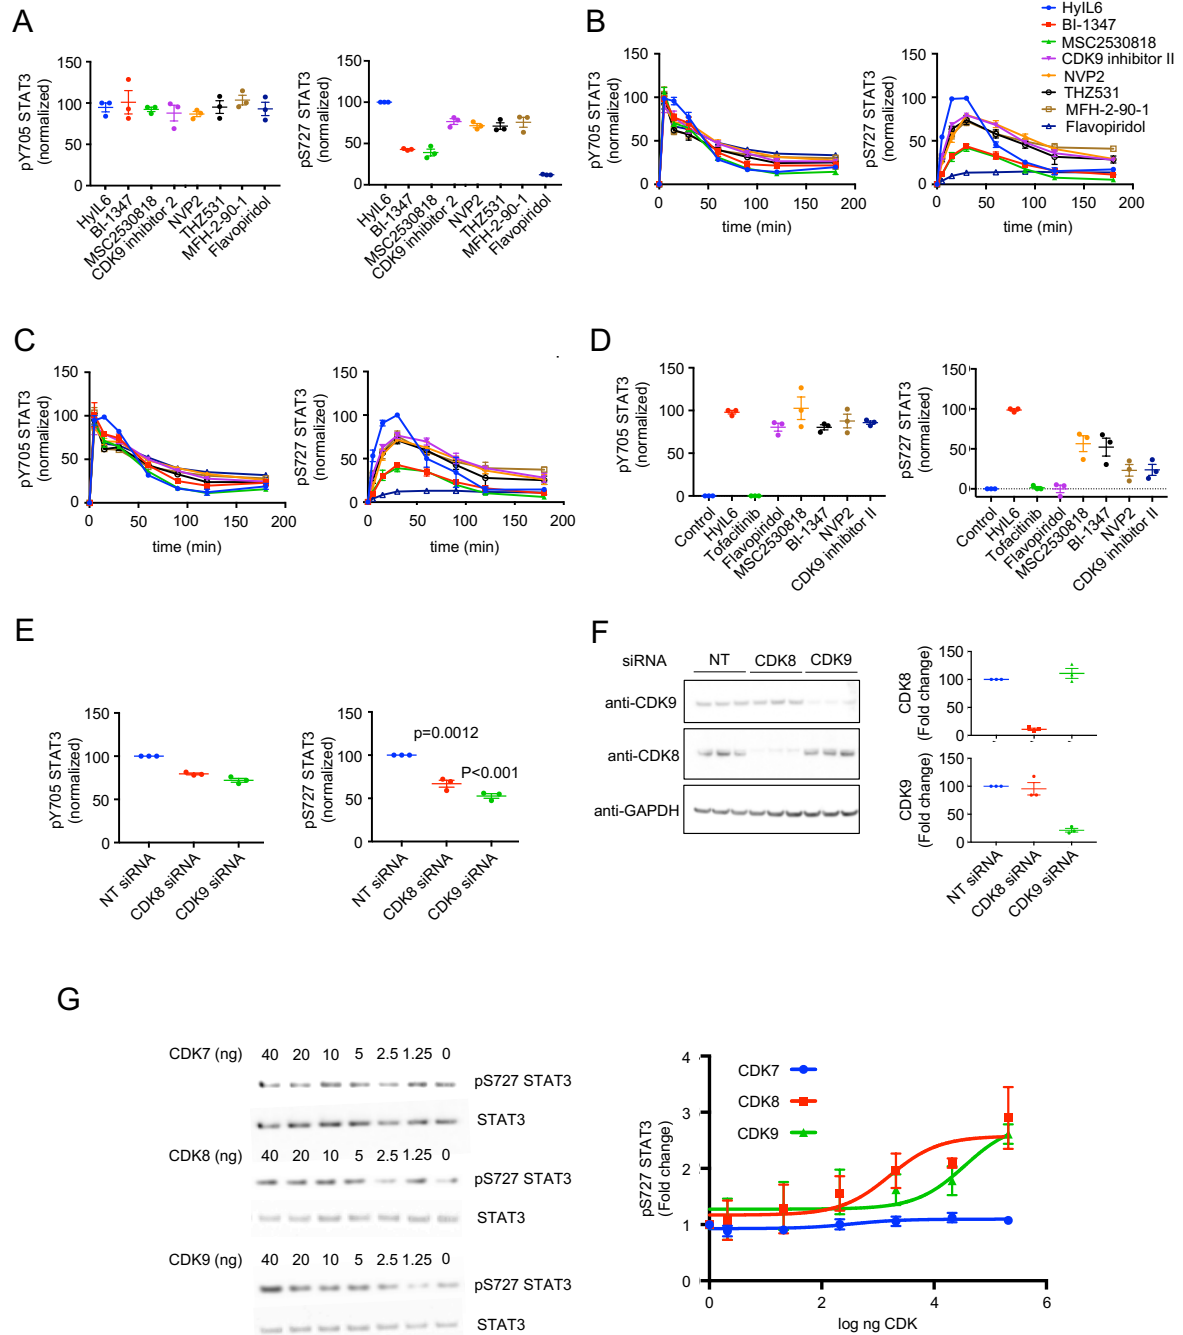 A
pY705 STAT3
(normalized)
150
100
50
0
HyIL6
BI-1347
MSC2530818
CDK9 inhibitor 2
NVP2
THZ531
MFH-2-90-1
Flavopiridol
pS727 STAT3
(normalized)
150
100
50
0
HyIL6
BI-1347
MSC2530818
CDK9 inhibitor 2
NVP2
THZ531
MFH-2-90-1
Flavopiridol
B
pY705 STAT3
(normalized)
150
100
50
0
0 50 100 150 200
time (min)
pS727 STAT3
(normalized)
150
100
50
0
0 50 100 150 200
time (min)
HyIL6
BI-1347
MSC2530818
CDK9 inhibitor II
NVP2
THZ531
MFH-2-90-1
Flavopiridol
C
pY705 STAT3
(normalized)
150
100
50
0
0 50 100 150 200
time (min)
pS727 STAT3
(normalized)
150
100
50
0
0 50 100 150 200
time (min)
D
pY705 STAT3
(normalized)
150
100
50
0
Control
HyIL6
Tofacitinib
Flavopiridol
MSC2530818
BI-1347
NVP2
CDK9 inhibitor II
pS727 STAT3
(normalized)
150
100
50
0
Control
HyIL6
Tofacitinib
Flavopiridol
MSC2530818
BI-1347
NVP2
CDK9 inhibitor II
E
pY705 STAT3
(normalized)
150
100
50
0
NT siRNA
CDK8 siRNA
CDK9 siRNA
pS727 STAT3
(normalized)
150
100
50
0
p=0.0012
P<0.001
NT siRNA
CDK8 siRNA
CDK9 siRNA
F
siRNA NT CDK8 CDK9
anti-CDK9
anti-CDK8
anti-GAPDH
CDK8
(Fold change)
150
100
50
0
CDK9
(Fold change)
150
100
50
0
NT siRNA
CDK8 siRNA
CDK9 siRNA
G
CDK7 (ng) 40 20 10 5 2.5 1.25 0
pS727 STAT3
STAT3
CDK8 (ng) 40 20 10 5 2.5 1.25 0
pS727 STAT3
STAT3
CDK9 (ng) 40 20 10 5 2.5 1.25 0
pS727 STAT3
STAT3
pS727 STAT3
(Fold change)
4
3
2
1
0
CDK7
CDK8
CDK9
0 2 4 6
log ng CDK